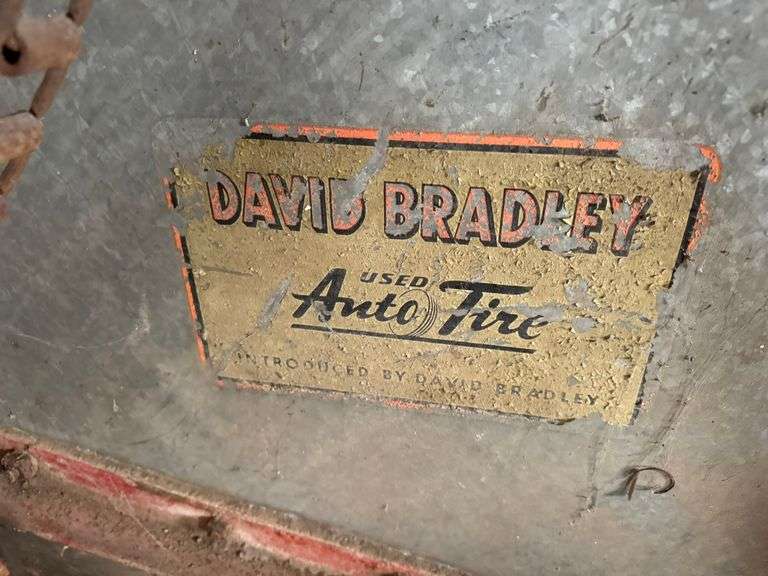 DAVID BRADLEY
USED
Auto Tire
INTRODUCED BY DAVID BRADLEY